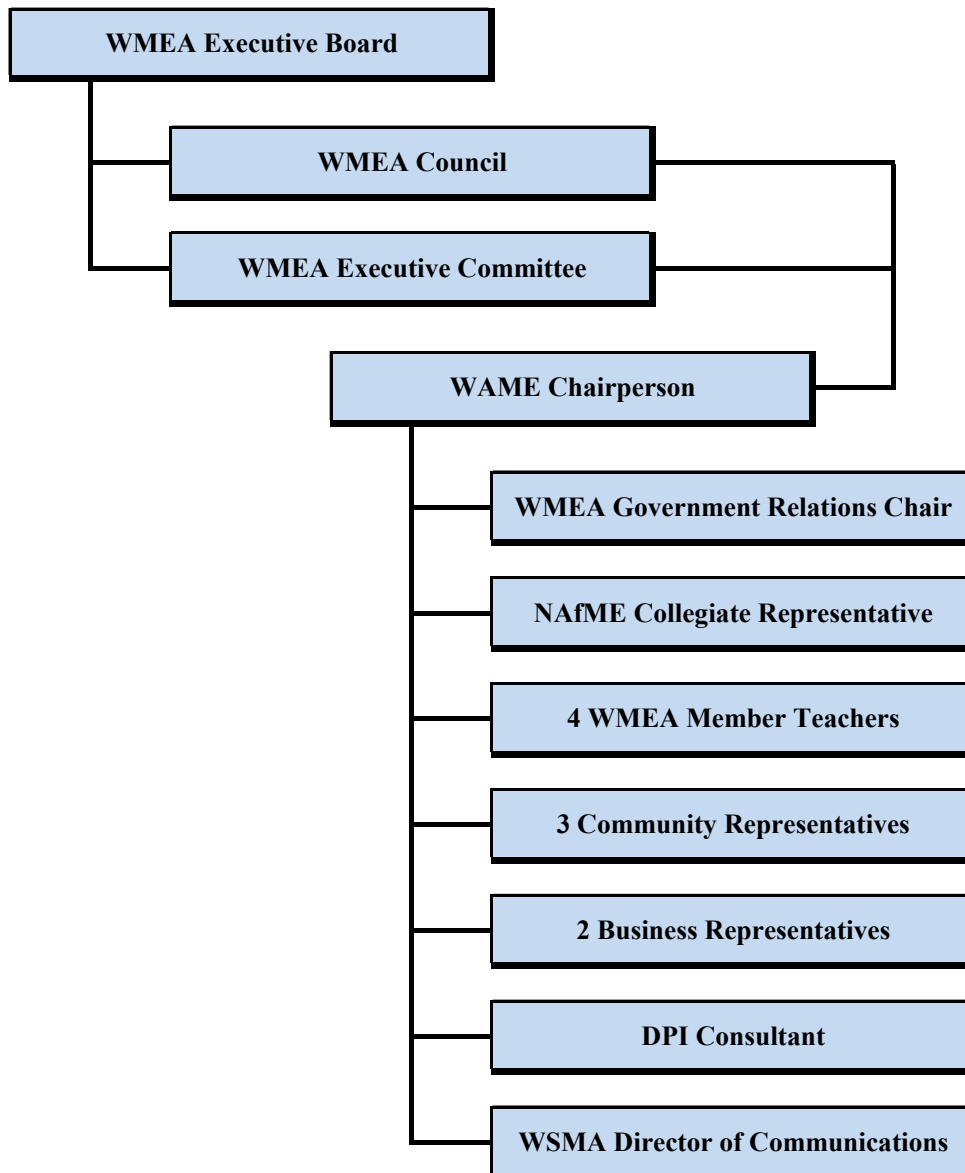 WMEA Executive Board
WMEA Council
WMEA Executive Committee
WAME Chairperson
WMEA Government Relations Chair
NAfME Collegiate Representative
4 WMEA Member Teachers
3 Community Representatives
2 Business Representatives
DPI Consultant
WSMA Director of Communications